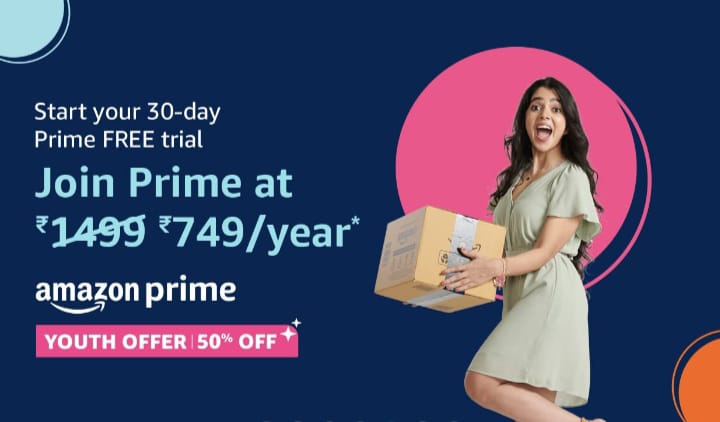 Start your 30-day
Prime FREE trial
Join Prime at
₹1499 ₹749/year*
amazon prime
YOUTH OFFER | 50% OFF